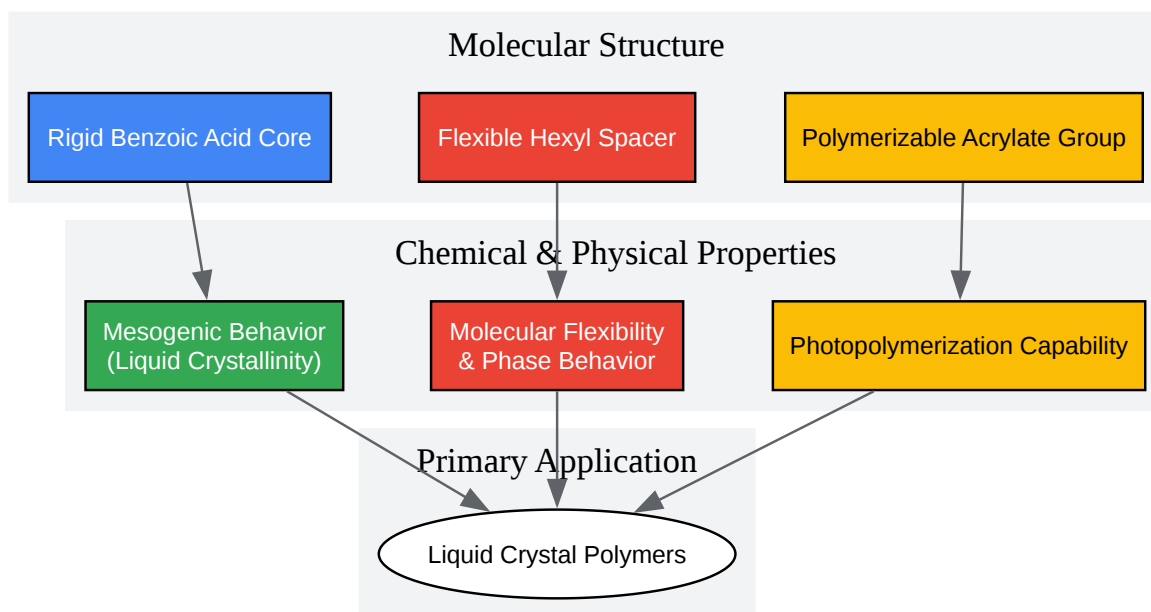 Molecular Structure
Rigid Benzoic Acid Core
Flexible Hexyl Spacer
Polymerizable Acrylate Group
Chemical & Physical Properties
Mesogenic Behavior
(Liquid Crystallinity)
Molecular Flexibility
& Phase Behavior
Photopolymerization Capability
Primary Application
Liquid Crystal Polymers